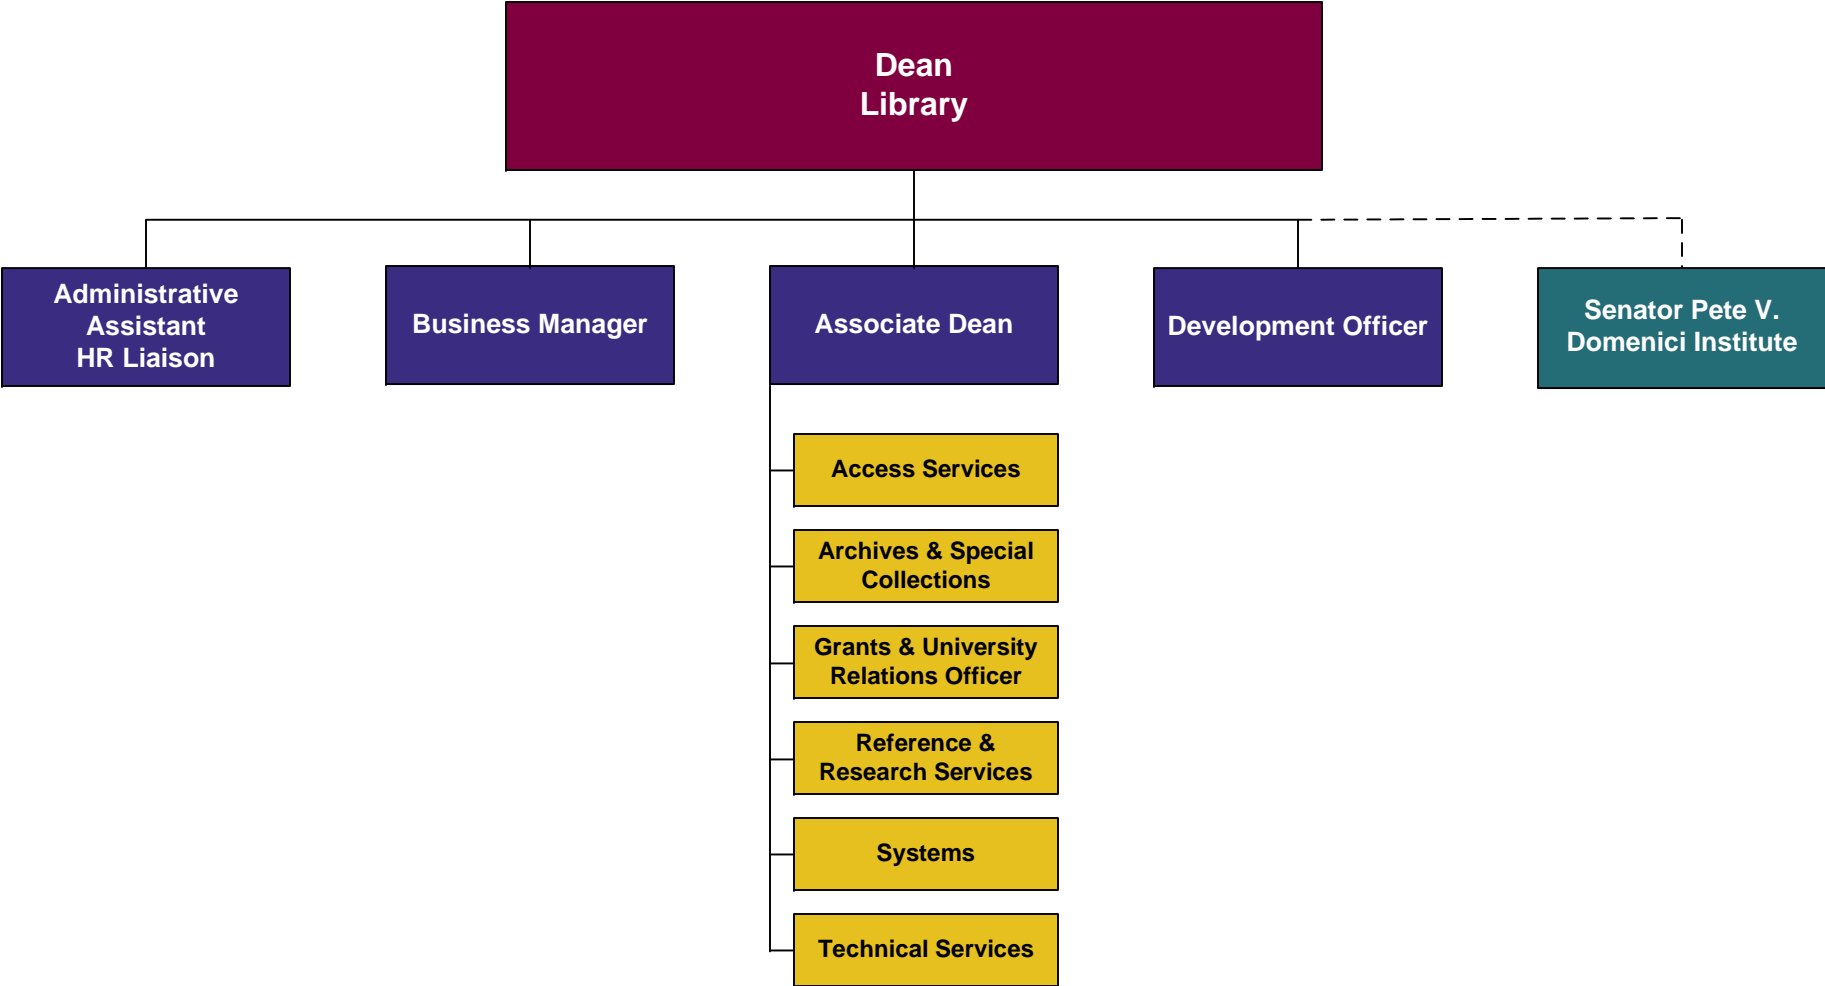 Dean
Library
Administrative
Assistant
HR Liaison
Business Manager
Associate Dean
Development Officer
Senator Pete V.
Domenici Institute
Access Services
Archives & Special
Collections
Grants & University
Relations Officer
Reference &
Research Services
Systems
Technical Services